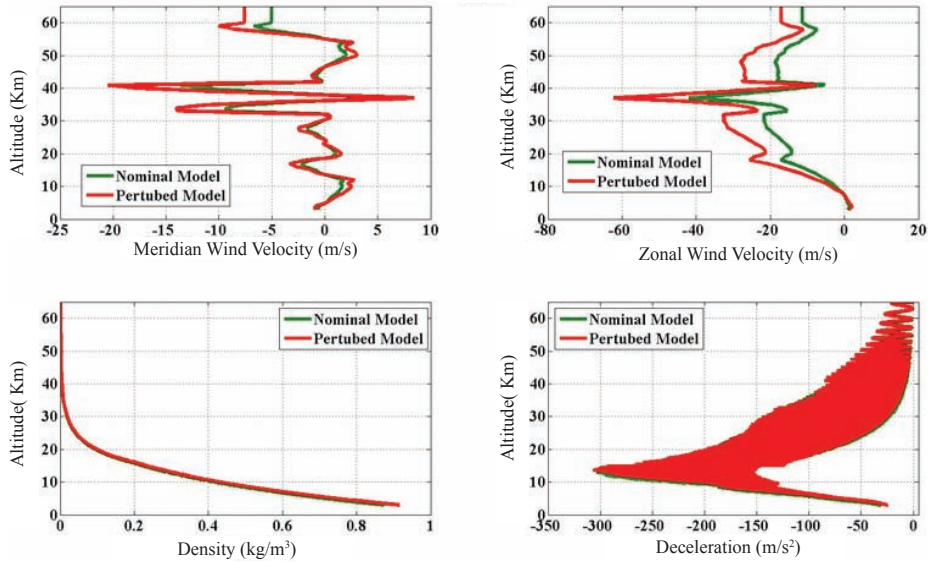 60
50
40
30
20
10
0
Altitude (Km)
Nominal Model
Pertubed Model
-25 -20 -15 -10 -5 0 5 10
Meridian Wind Velocity (m/s)
60
50
40
30
20
10
0
Altitude (Km)
Nominal Model
Pertubed Model
-80 -60 -40 -20 0 20
Zonal Wind Velocity (m/s)
60
50
40
30
20
10
0
Altitude( Km)
Nominal Model
Pertubed Model
0 0.2 0.4 0.6 0.8 1
Density (kg/m³)
60
50
40
30
20
10
0
Altitude( Km)
Nominal Model
Pertubed Model
-350 -300 -250 -200 -150 -100 -50 0
Deceleration (m/s²)